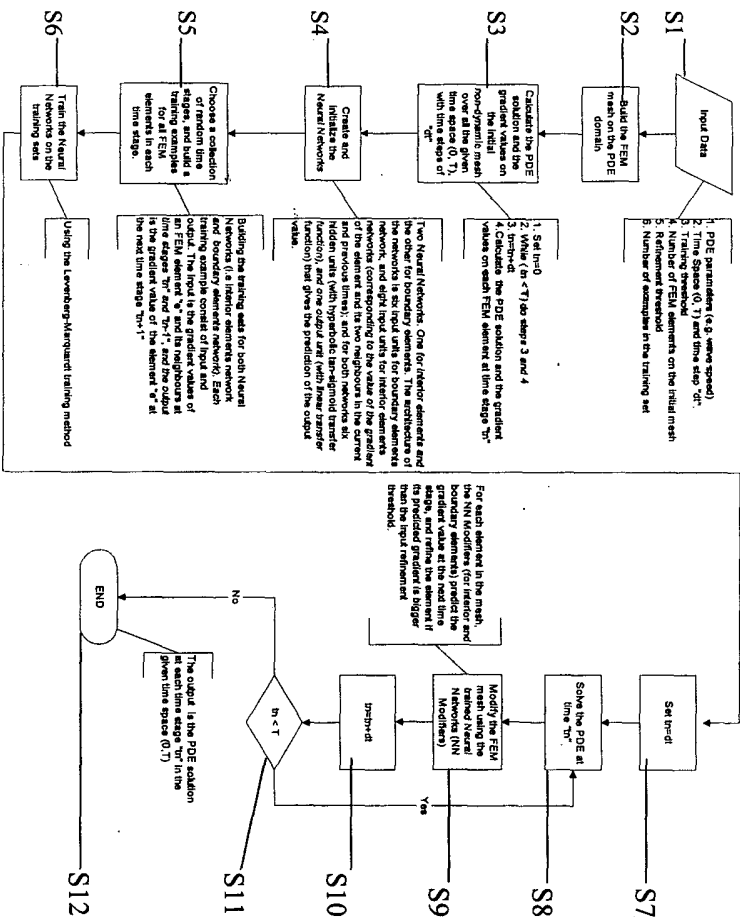 S1
Input Data
1. PDE parameters (e.g. wave speed)
2. Time Space (0, T) and time step "dt".
3. Training threshold
4. Number of FEM elements on the initial mesh
5. Refinement threshold
6. Number of examples in the training set
S2
Build the FEM
mesh on the PDE
domain
S3
Calculate the PDE
solution and the
gradient values on
the initial
non-dynamic mesh
over all the given
time space (0, T),
with time steps of
"dt"
1. Set tn=0
2. While ( tn < T) do steps 3 and 4
3. tn=tn+dt
4. Calculate the PDE solution and the gradient
values on each FEM element at time stage "tn"
S4
Create and
initialize the
Neural Networks
Two Neural Networks. One for interior elements and
the other for boundary elements. The architecture of
the networks is six input units for boundary elements
network, and eight input units for interior elements
networks (corresponding to the value of the gradient
of the element and its two neighbours in the current
and previous times); and for both networks six
hidden units (with hyperbolic tan-sigmoid transfer
function), and one output unit (with linear transfer
function) that gives the prediction of the output
value.
S5
Choose a collection
of random time
stages, and build a
training examples
for all FEM
elements in each
time stage.
Building the training sets for both Neural
Networks (i.e interior elements network
and boundary elements network). Each
training example consist of input and
output. The input is the gradient values of
an FEM element "e" and its neighbours at
time stages "tn" and "tn-1", and the output
is the gradient value of the element "e" at
the next time stage "tn+1"
S6
Train the Neural
Networks on the
training sets
Using the Levenberg-Marquardt training method
S7
Set tn=dt
S8
Solve the PDE at
time "tn".
S9
Modify the FEM
mesh using the
trained Neural
Networks (NN
Modifiers)
For each element in the mesh,
the NN Modifiers (for interior and
boundary elements) predict the
gradient value at the next time
stage, and refine the element if
its predicted gradient is bigger
than the input refinement
threshold.
S10
tn=tn+dt
S11
tn < T
Yes
No
S12
END
The output is the PDE solution
at each time stage "tn" in the
given time space (0,T)